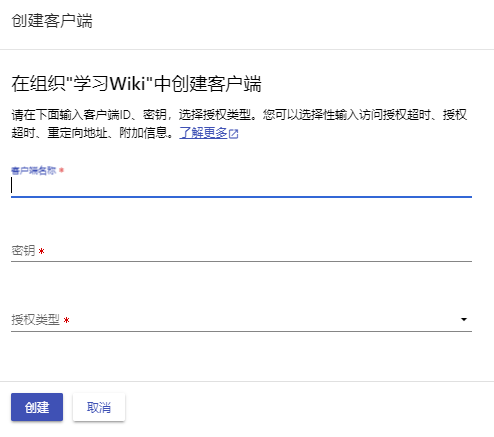 创建客户端
在组织"学习Wiki"中创建客户端
请在下面输入客户端ID、密钥，选择授权类型。您可以选择性输入访问授权超时、授权
超时、重定向地址、附加信息。了解更多
客户端名称 *
密钥 *
授权类型 *
创建 取消